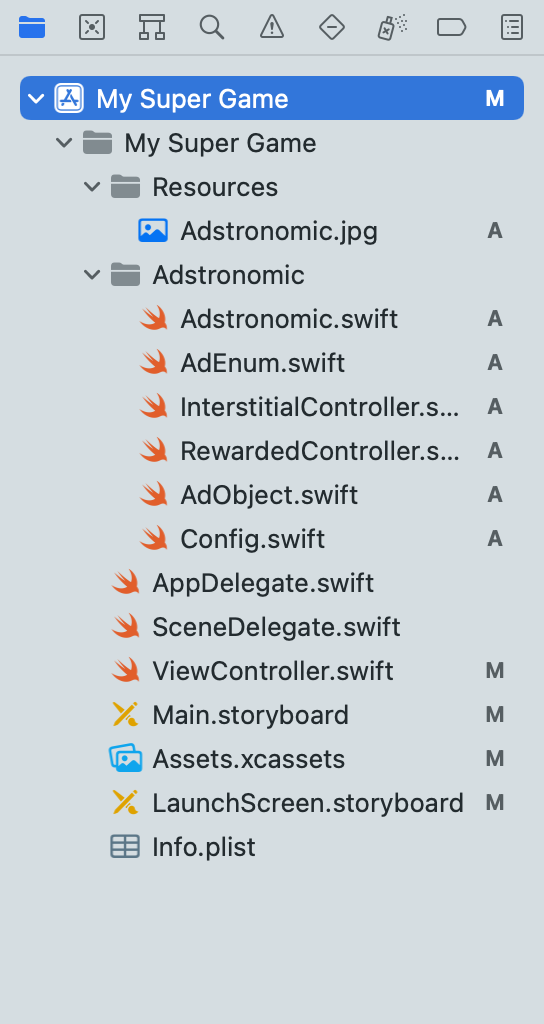 My Super Game M
My Super Game
Resources
Adstronomic.jpg A
Adstronomic
Adstronomic.swift A
AdEnum.swift A
InterstitialController.s... A
RewardedController.s... A
AdObject.swift A
Config.swift A
AppDelegate.swift
SceneDelegate.swift
ViewController.swift M
Main.storyboard M
Assets.xcassets M
LaunchScreen.storyboard M
Info.plist